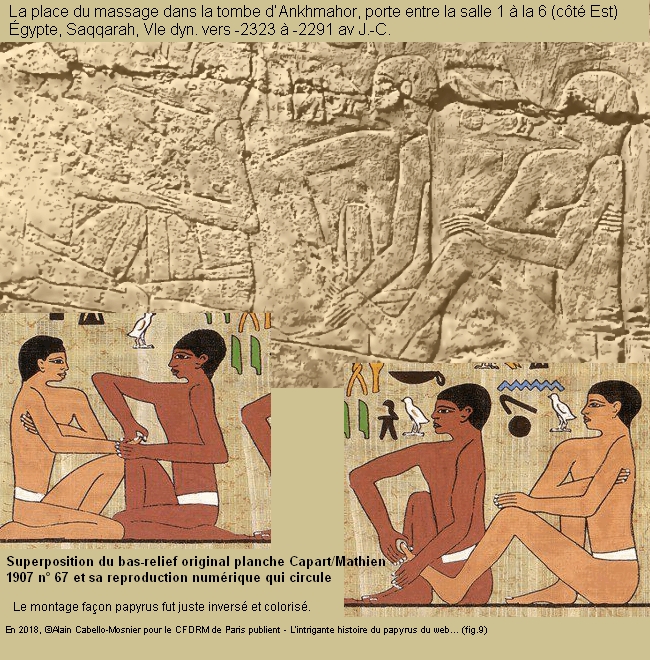 La place du massage dans la tombe d'Ankhmahor, porte entre la salle 1 à la 6 (côté Est)
Égypte, Saqqarah, VIe dyn. vers -2323 à -2291 av J.-C.
Superposition du bas-relief original planche Capart/Mathien
1907 n° 67 et sa reproduction numérique qui circule
Le montage façon papyrus fut juste inversé et colorisé.
En 2018, ©Alain Cabello-Mosnier pour le CFDRM de Paris publient - L'intrigante histoire du papyrus du web... (fig.9)